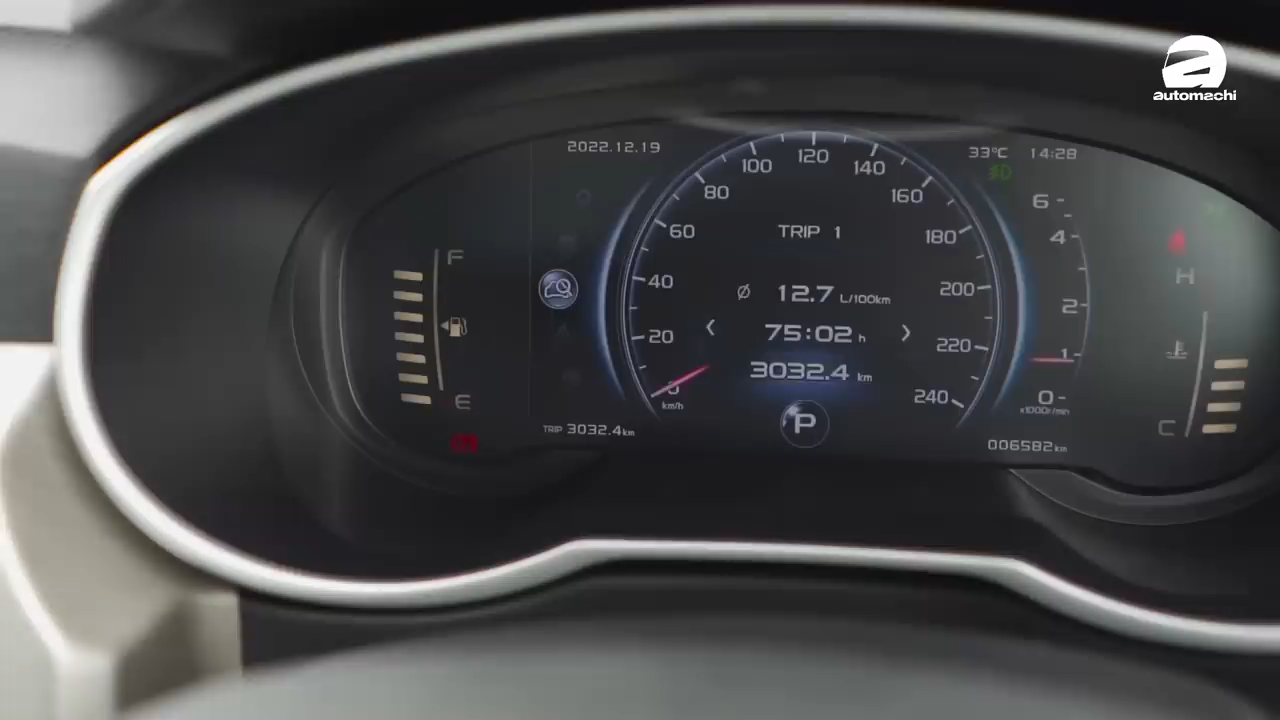 automachi
2022.12.19
33°C 14:28
F
E
TRIP 3032.4km
0
20
40
60
80
100
120
140
160
180
200
220
240
km/h
TRIP 1
Ø 12.7 L/100km
< 75:02 h >
3032.4 km
P
6
4
2
1
0
x1000r/min
006582km
H
C